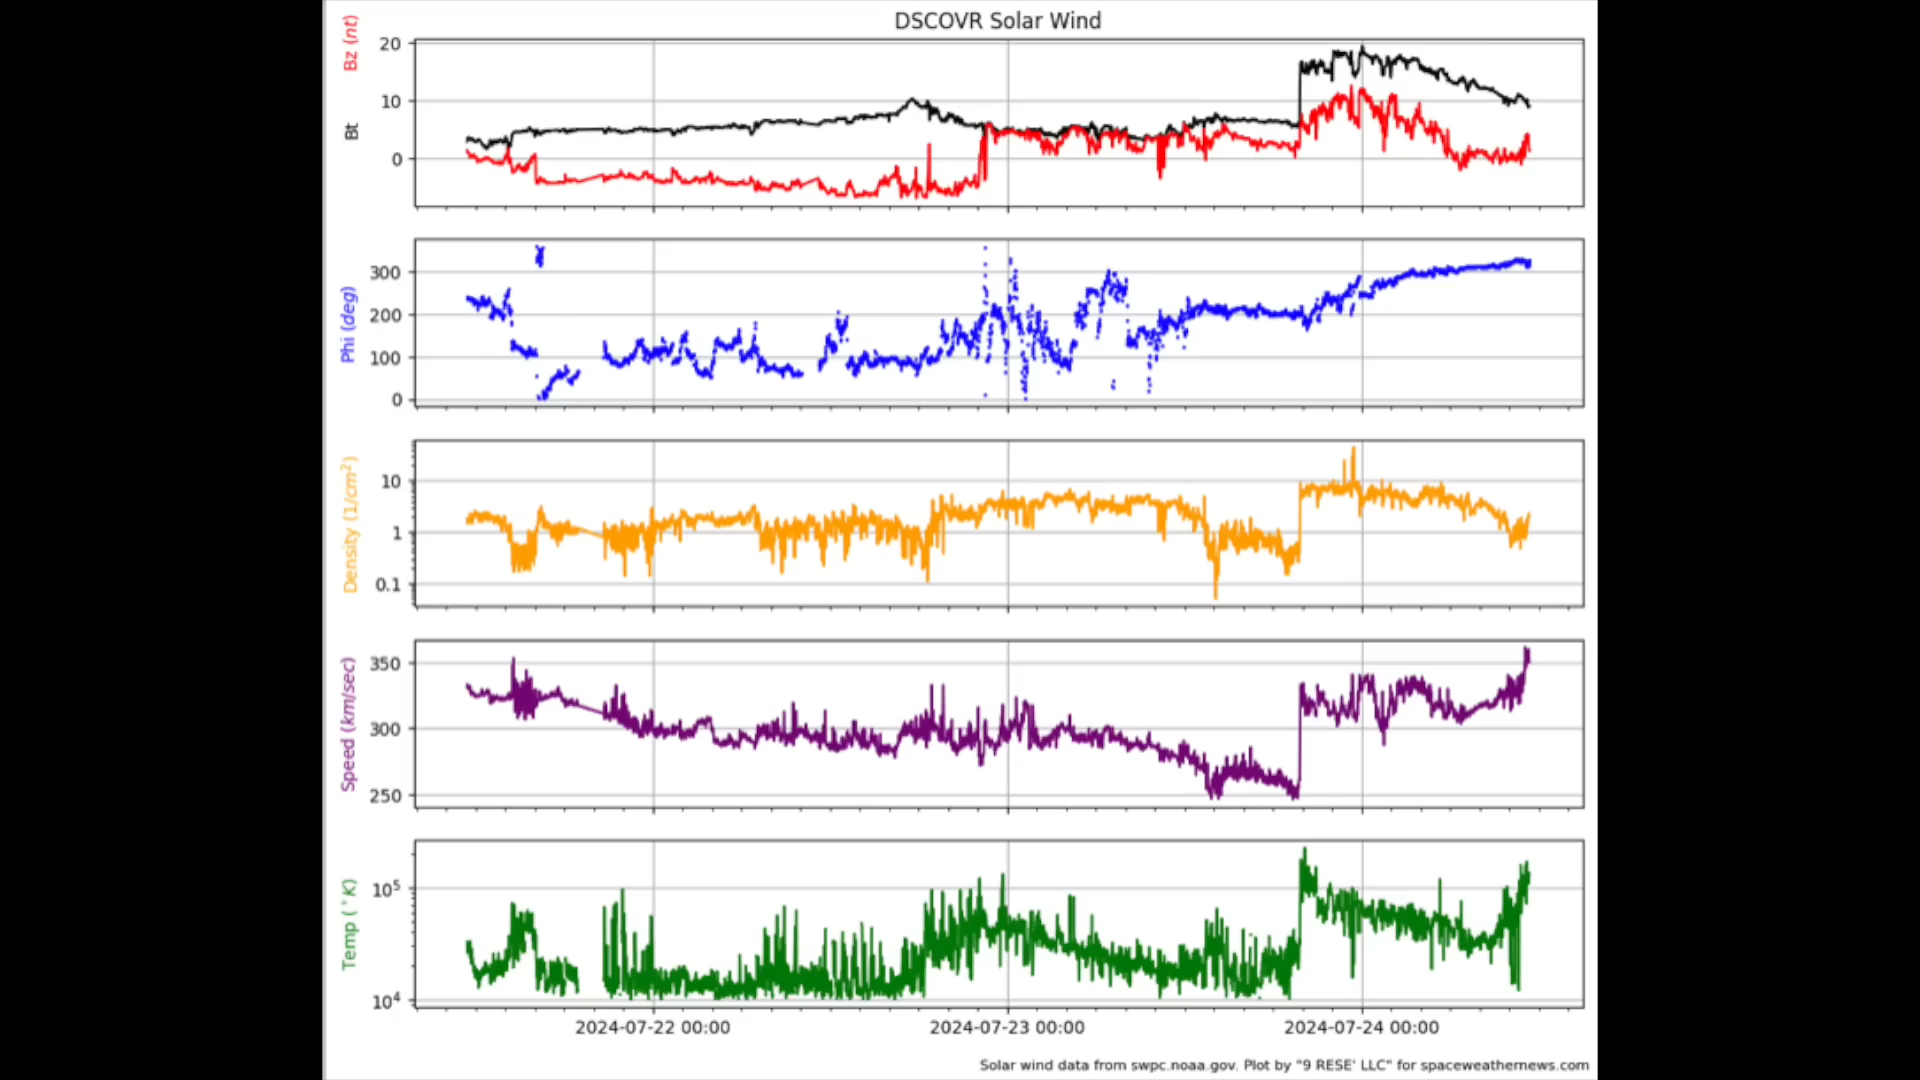 DSCOVR Solar Wind
Bz (nt)
Bt
20
10
0
Phi (deg)
300
200
100
0
Density (1/cm²)
10
1
0.1
Speed (km/sec)
350
300
250
Temp (°K)
10⁵
10⁴
2024-07-22 00:00 2024-07-23 00:00 2024-07-24 00:00
Solar wind data from swpc.noaa.gov. Plot by "9 RESE' LLC" for spaceweathernews.com